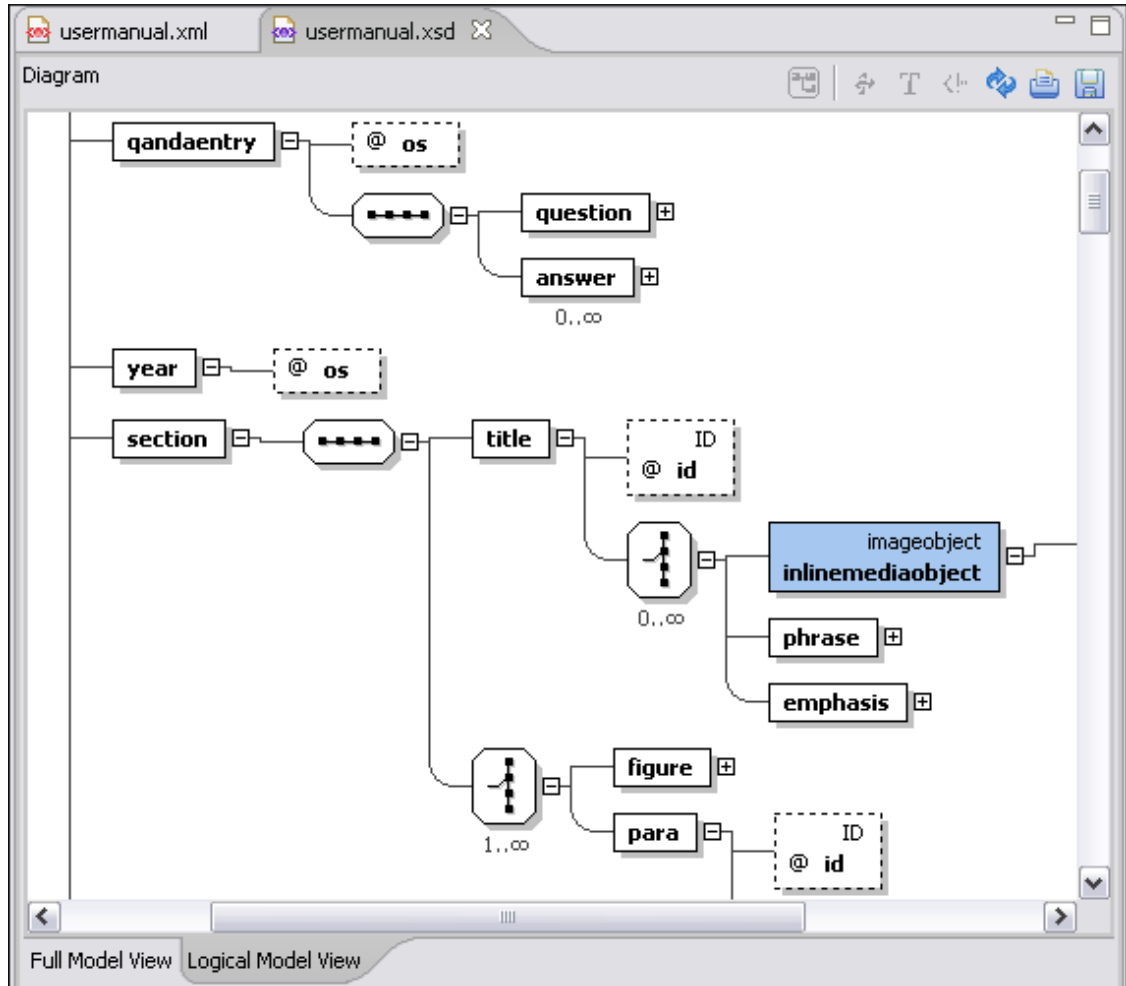 usermanual.xml usermanual.xsd
Diagram
qandaentry @ os
question
answer
0..∞
year @ os
section title ID
@ id
imageobject
inlinemediaobject
0..∞
phrase
emphasis
figure
para ID
1..∞
@ id
Full Model View Logical Model View